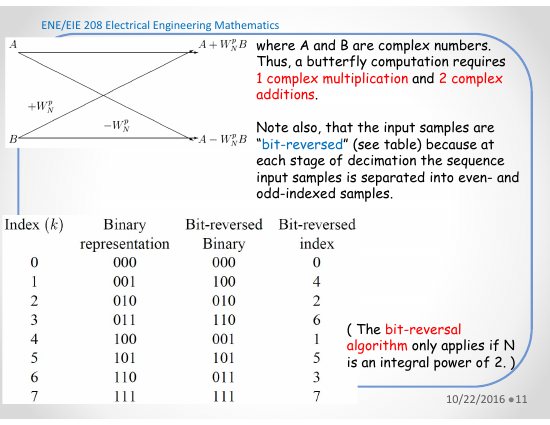 ENE/EIE 208 Electrical Engineering Mathematics
A
A + W_N^p B
+W_N^p
−W_N^p
B
A − W_N^p B
where A and B are complex numbers.
Thus, a butterfly computation requires
1 complex multiplication and 2 complex
additions.
Note also, that the input samples are
“bit-reversed” (see table) because at
each stage of decimation the sequence
input samples is separated into even- and
odd-indexed samples.
Index (k) Binary Bit-reversed Bit-reversed
representation Binary index
0 000 000 0
1 001 100 4
2 010 010 2
3 011 110 6
4 100 001 1
5 101 101 5
6 110 011 3
7 111 111 7
( The bit-reversal
algorithm only applies if N
is an integral power of 2. )
10/22/2016 ●11